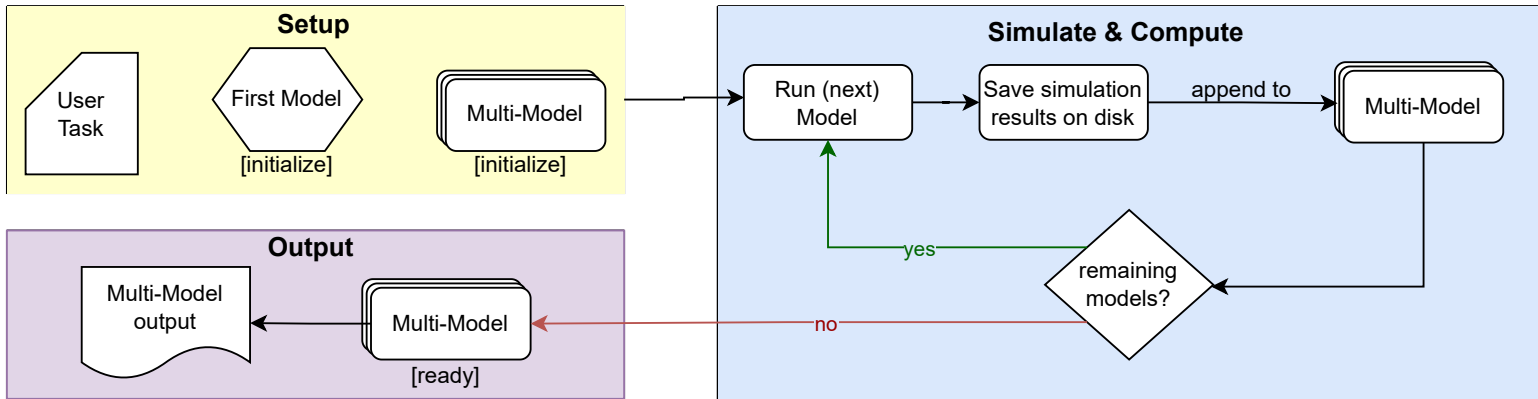 Setup
User
Task
First Model
[initialize]
Multi-Model
[initialize]
Simulate & Compute
Run (next)
Model
Save simulation
results on disk
append to
Multi-Model
remaining
models?
yes
no
Output
Multi-Model
output
Multi-Model
[ready]